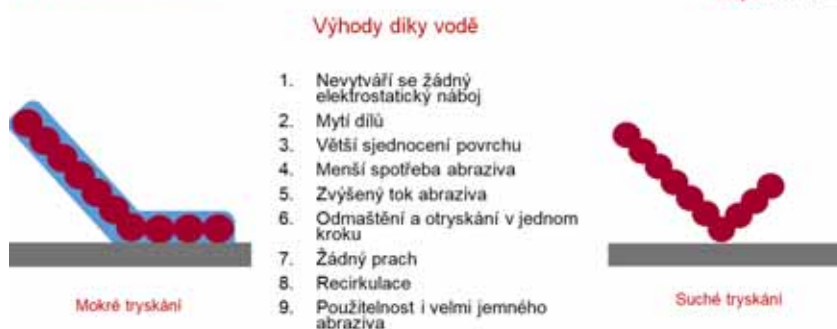 Výhody díky vodě
1. Nevytváří se žádný
elektrostatický náboj
2. Mytí dílů
3. Větší sjednocení povrchu
4. Menší spotřeba abraziva
5. Zvýšený tok abraziva
6. Odmaštění a otryskání v jednom
kroku
7. Žádný prach
8. Recirkulace
9. Použitelnost i velmi jemného
abraziva
Mokré tryskání
Suché tryskání